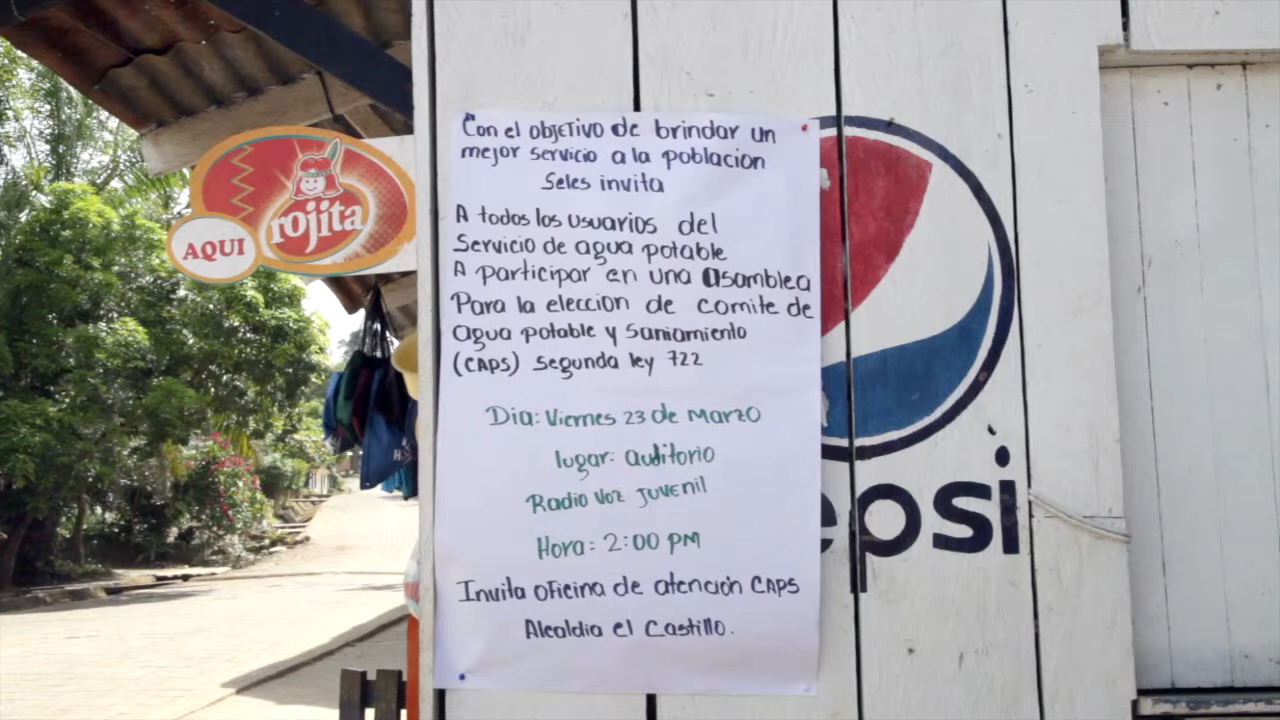 Con el objetivo de brindar un
mejor servicio a la poblacion
Seles invita
A todos los usuarios del
Servicio de agua potable
A participar en una asamblea
Para la eleccion de comite de
agua potable y Saniamiento
(CAPS) segunda ley 722
Dia: Viernes 23 de Marzo
lugar: auditorio
Radio Voz Juvenil
Hora: 2:00 PM
Invita oficina de atención CAPS
Alcaldia el Castillo.
rojita
AQUI
epsi